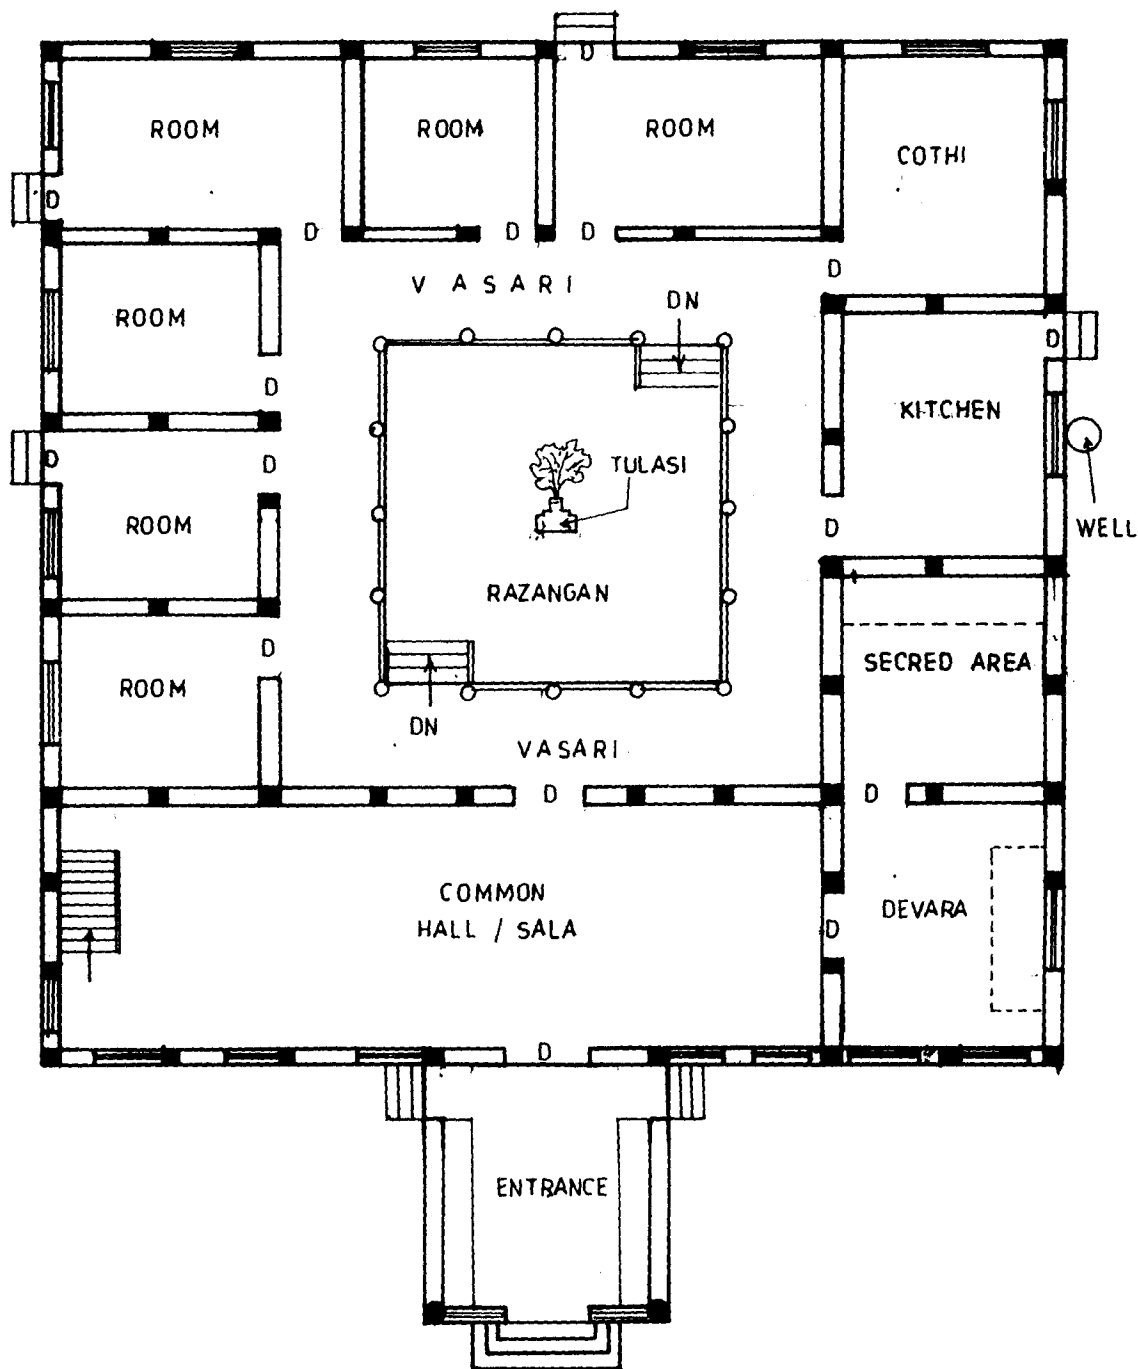 D
ROOM
ROOM
ROOM
COTHI
D
D
D
D
D
VASARI
DN
ROOM
D
D
KITCHEN
D
D
TULASI
ROOM
D
WELL
RAZANGAN
D
SECRED AREA
ROOM
DN
VASARI
D
D
COMMON
HALL / SALA
DEVARA
D
D
ENTRANCE